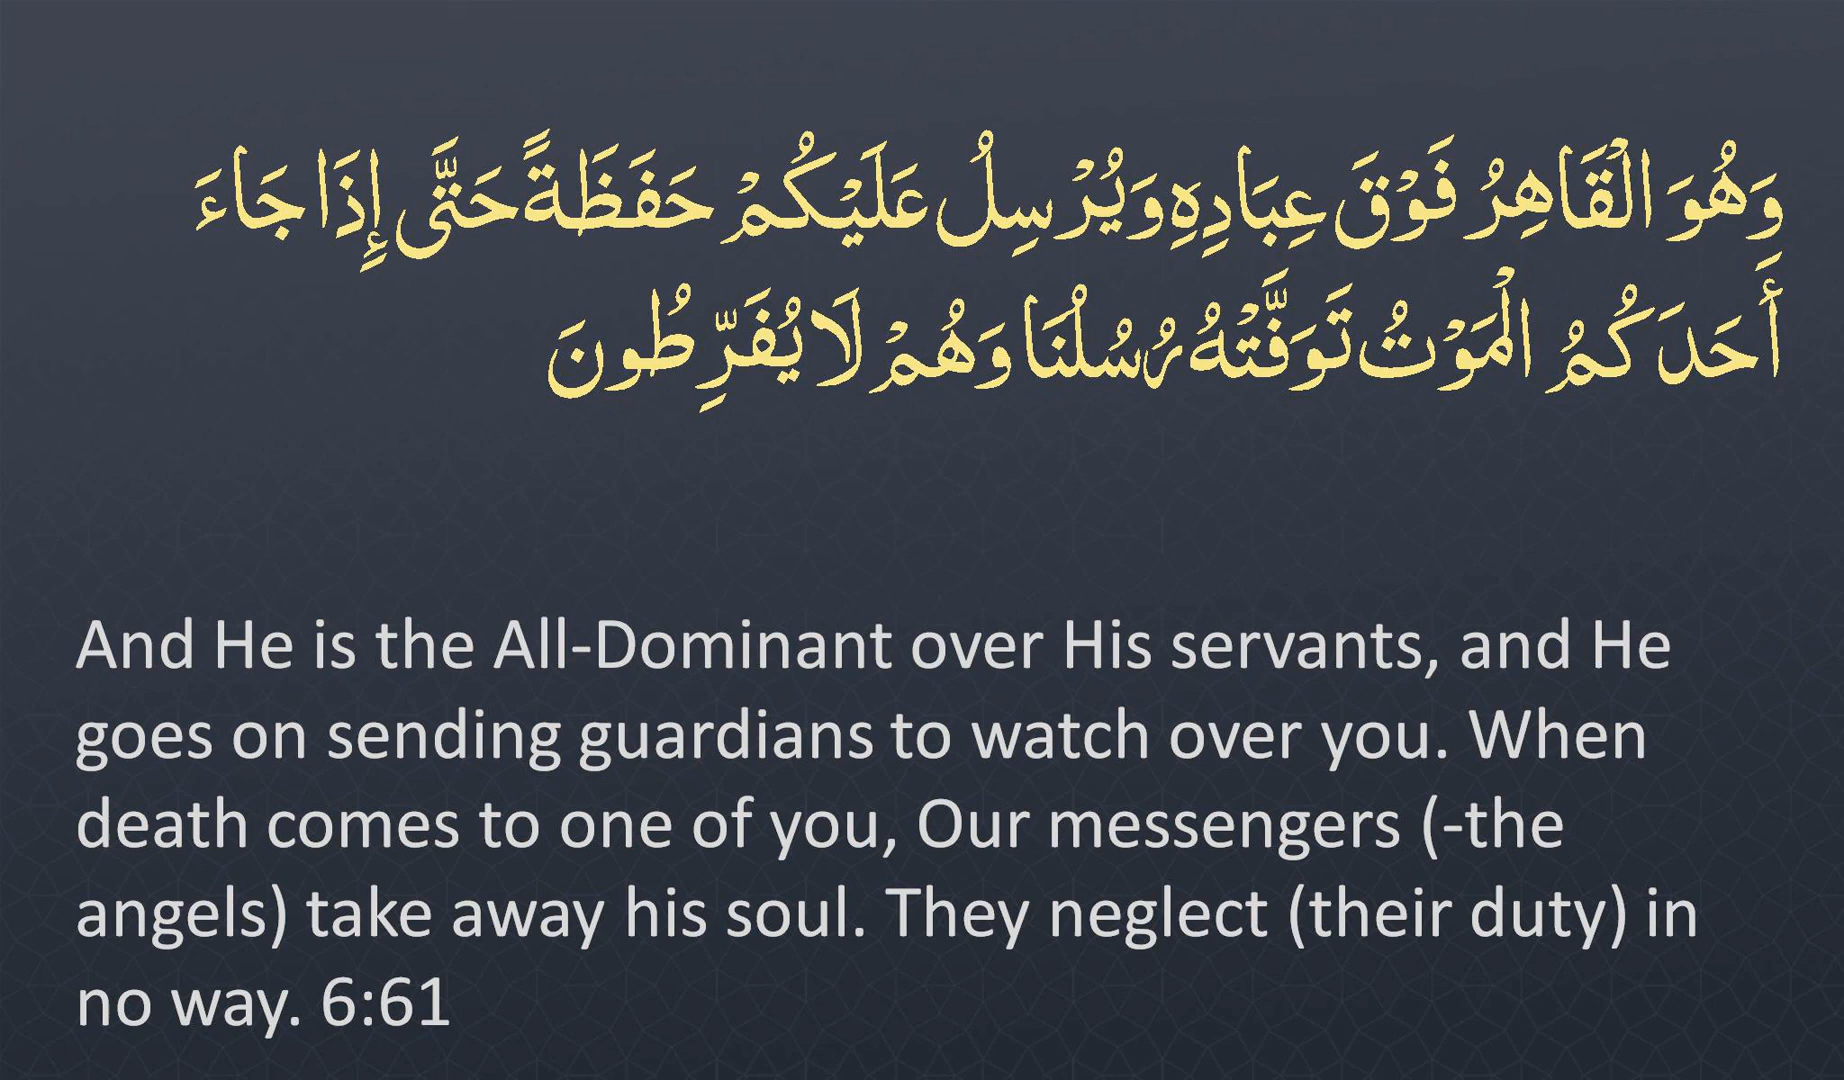 وَهُوَ الْقَاهِرُ فَوْقَ عِبَادِهِ وَيُرْسِلُ عَلَيْكُمْ حَفَظَةً حَتَّى إِذَا جَاءَ
أَحَدَكُمُ الْمَوْتُ تَوَفَّتْهُ رُسُلُنَا وَهُمْ لَا يُفَرِّطُونَ
And He is the All-Dominant over His servants, and He
goes on sending guardians to watch over you. When
death comes to one of you, Our messengers (-the
angels) take away his soul. They neglect (their duty) in
no way. 6:61